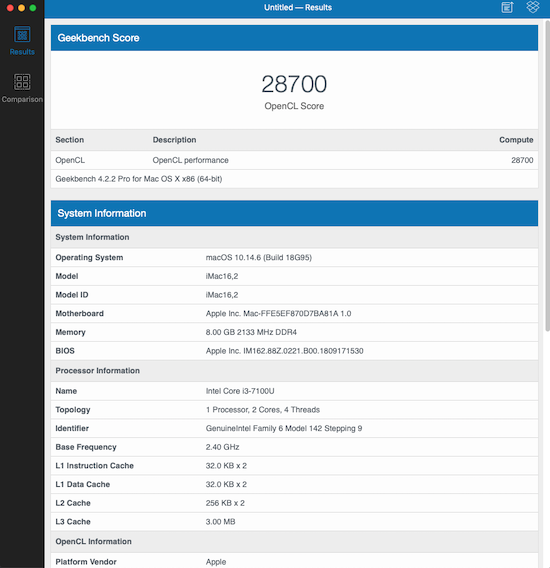 Untitled — Results
Results
Comparison
Geekbench Score
28700
OpenCL Score
Section Description Compute
OpenCL OpenCL performance 28700
Geekbench 4.2.2 Pro for Mac OS X x86 (64-bit)
System Information
System Information
Operating System macOS 10.14.6 (Build 18G95)
Model iMac16,2
Model ID iMac16,2
Motherboard Apple Inc. Mac-FFE5EF870D7BA81A 1.0
Memory 8.00 GB 2133 MHz DDR4
BIOS Apple Inc. IM162.88Z.0221.B00.1809171530
Processor Information
Name Intel Core i3-7100U
Topology 1 Processor, 2 Cores, 4 Threads
Identifier GenuineIntel Family 6 Model 142 Stepping 9
Base Frequency 2.40 GHz
L1 Instruction Cache 32.0 KB x 2
L1 Data Cache 32.0 KB x 2
L2 Cache 256 KB x 2
L3 Cache 3.00 MB
OpenCL Information
Platform Vendor Apple